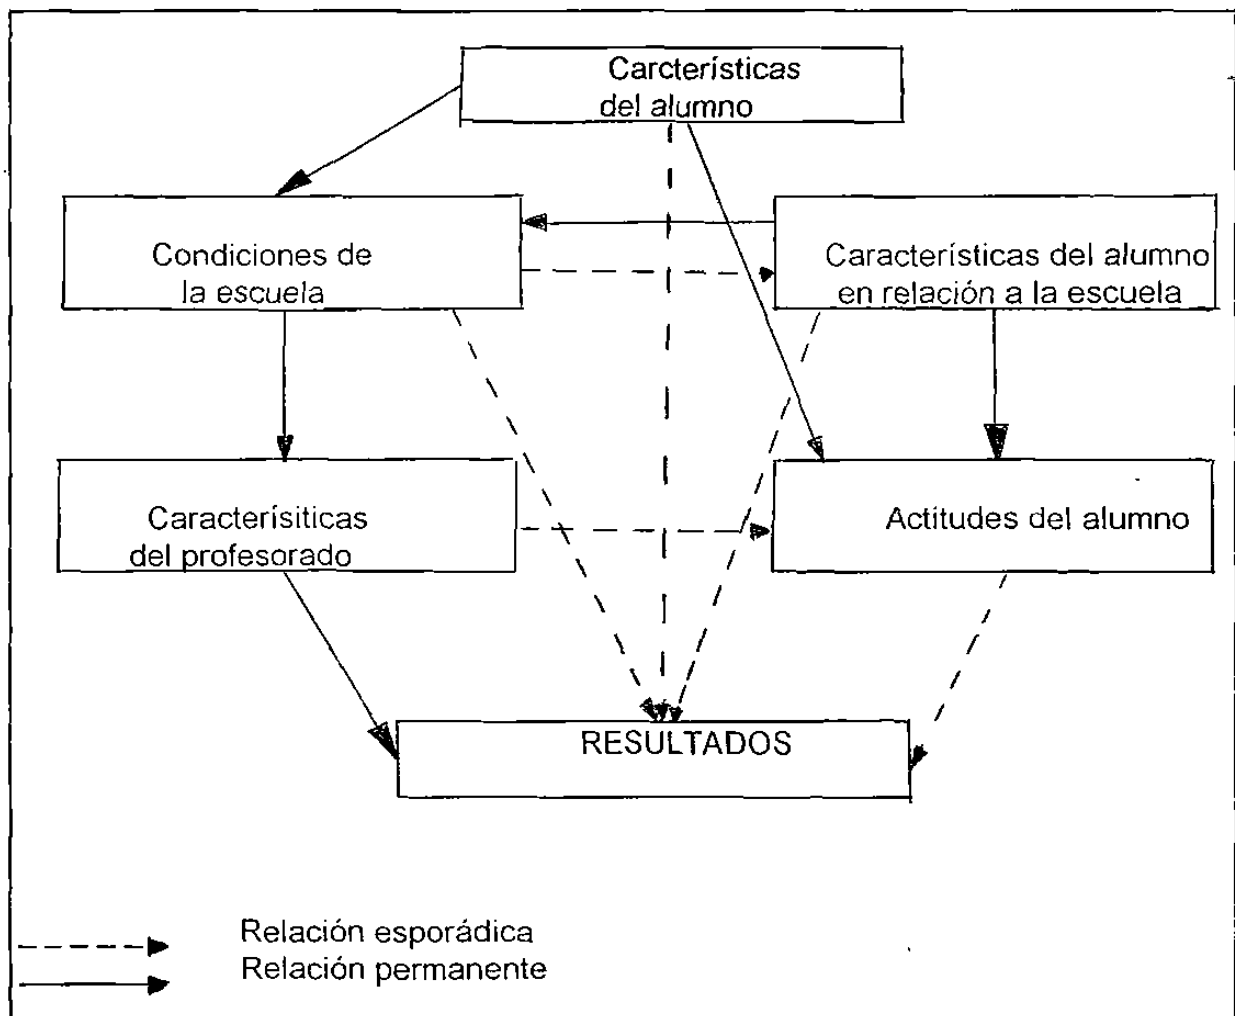 Carcterísticas
del alumno
Condiciones de
la escuela
Características del alumno
en relación a la escuela
Caracterísiticas
del profesorado
Actitudes del alumno
RESULTADOS
Relación esporádica
Relación permanente